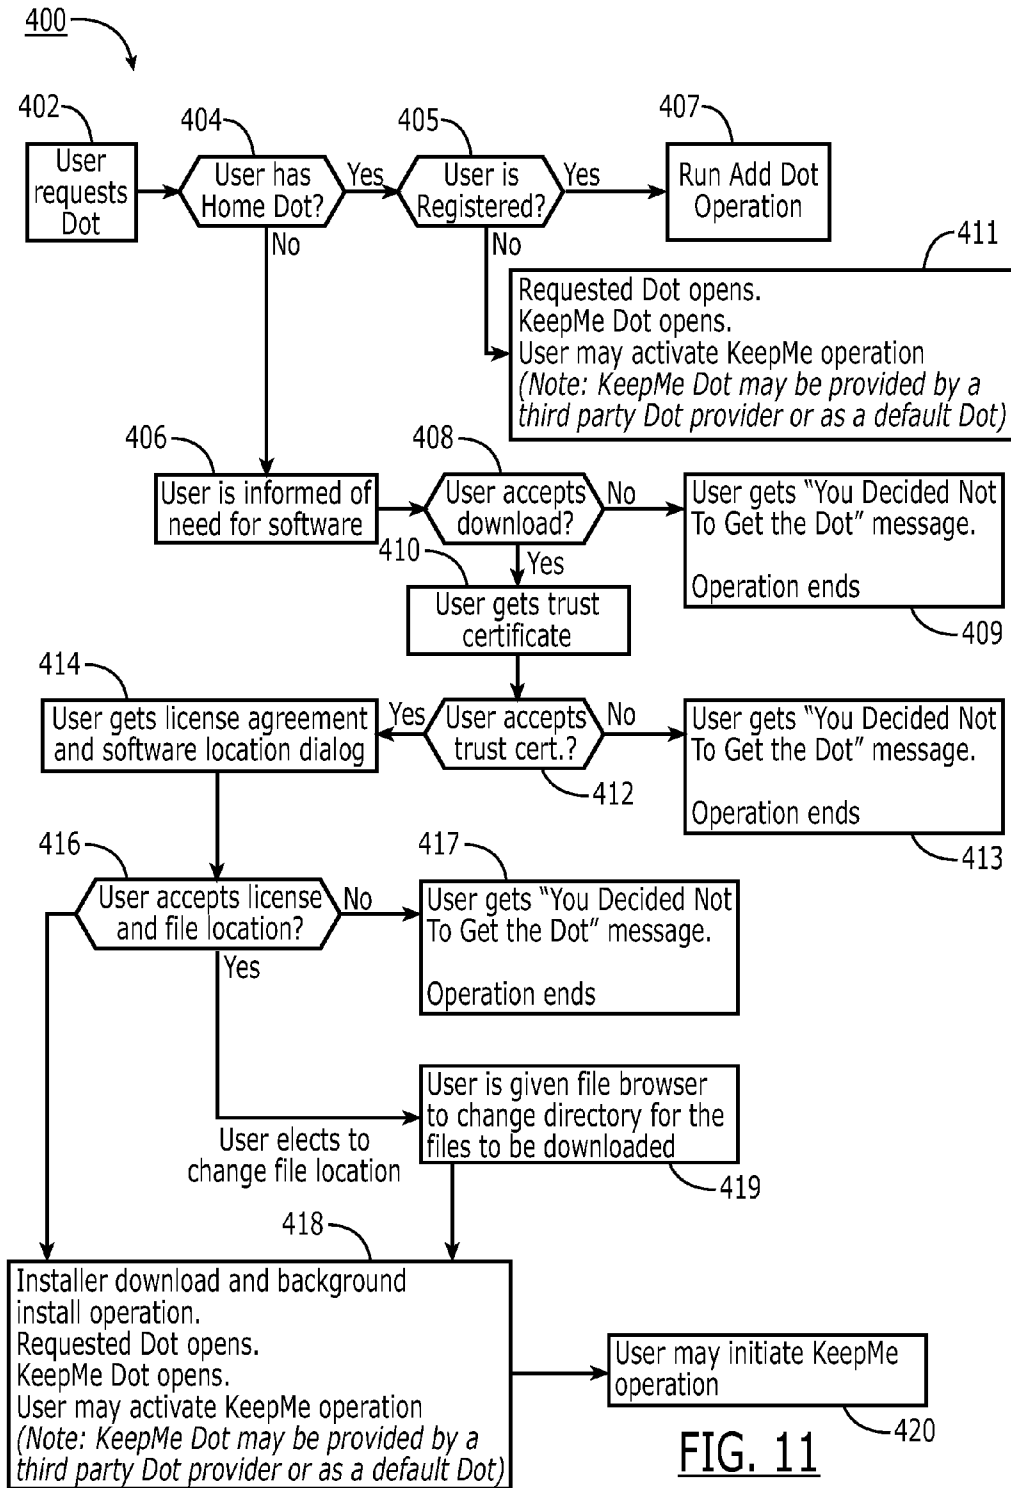 400
402
404
405
407
User
requests
Dot
User has
Home Dot?
Yes
User is
Registered?
Yes
Run Add Dot
Operation
No
No
411
Requested Dot opens.
KeepMe Dot opens.
User may activate KeepMe operation
(Note: KeepMe Dot may be provided by a
third party Dot provider or as a default Dot)
406
408
User is informed of
need for software
User accepts
download?
No
User gets “You Decided Not
To Get the Dot” message.
Operation ends
409
410
Yes
User gets trust
certificate
414
User gets license agreement
and software location dialog
Yes
User accepts
trust cert.?
No
412
User gets “You Decided Not
To Get the Dot” message.
Operation ends
413
416
User accepts license
and file location?
No
417
User gets “You Decided Not
To Get the Dot” message.
Operation ends
Yes
User elects to
change file location
User is given file browser
to change directory for the
files to be downloaded
419
418
Installer download and background
install operation.
Requested Dot opens.
KeepMe Dot opens.
User may activate KeepMe operation
(Note: KeepMe Dot may be provided by a
third party Dot provider or as a default Dot)
User may initiate KeepMe
operation
420
FIG. 11